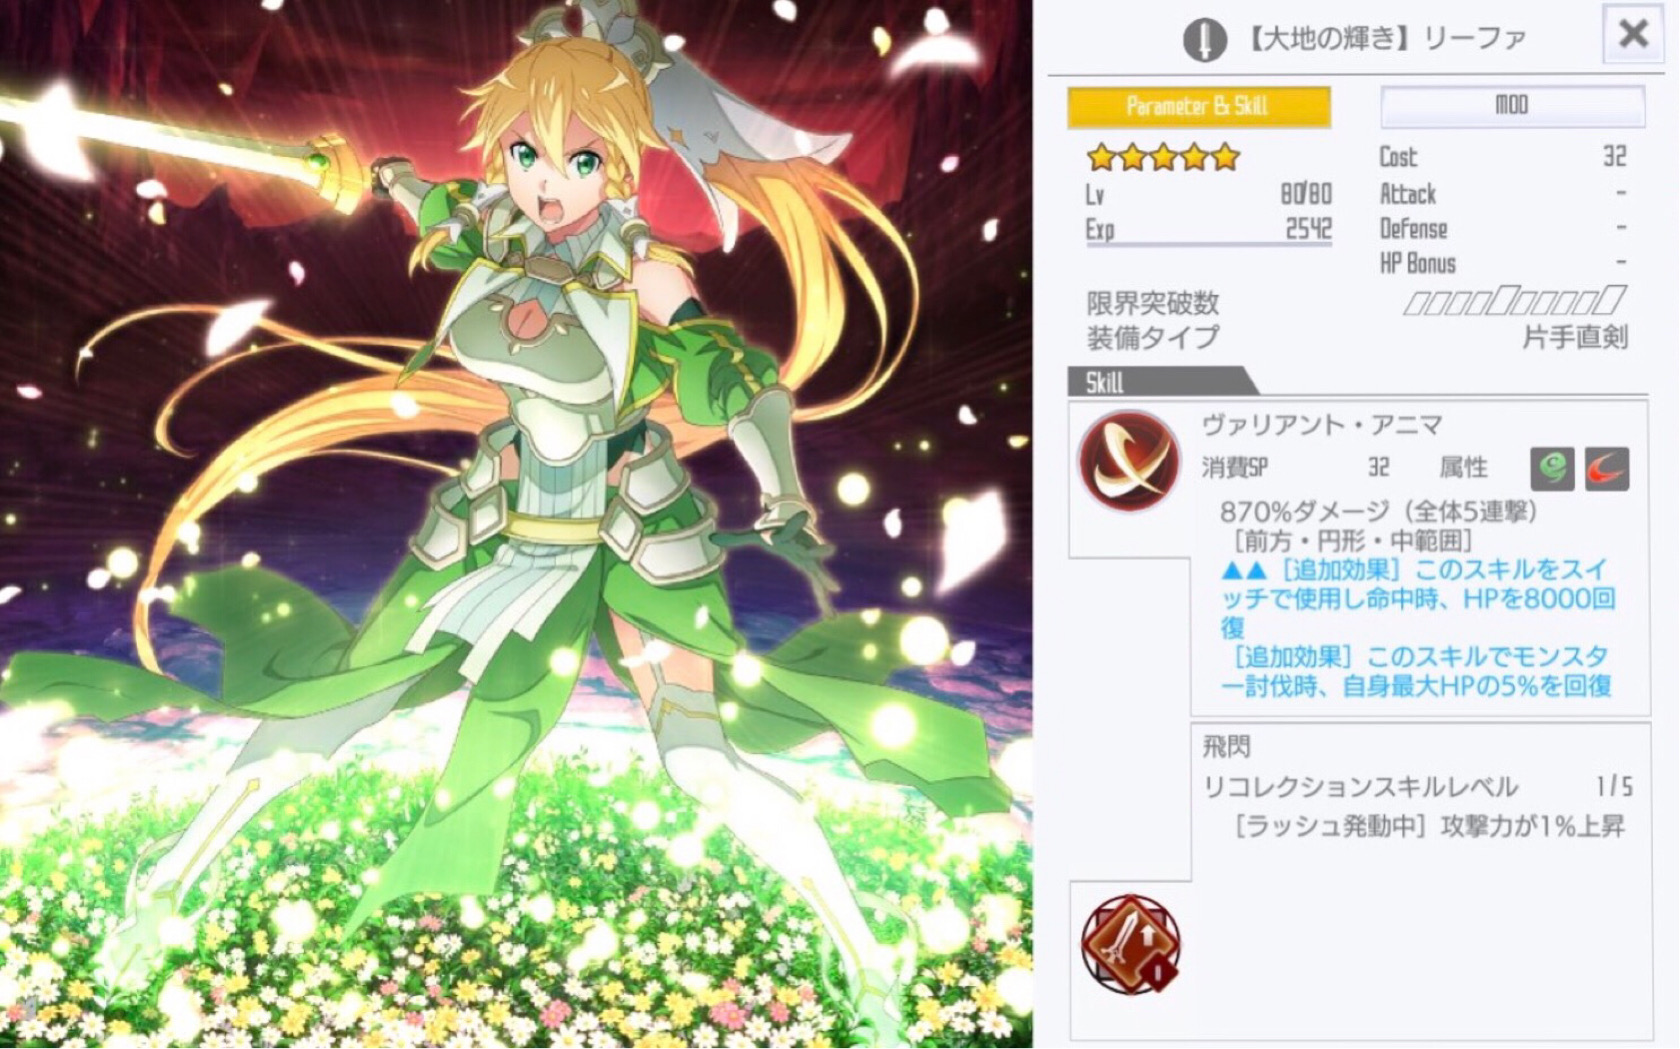 【大地の輝き】リーファ
Parameter & Skill
MOD
Lv 80/80
Exp 2542
Cost 32
Attack -
Defense -
HP Bonus -
限界突破数
装備タイプ 片手直剣
Skill
ヴァリアント・アニマ
消費SP 32 属性
870%ダメージ（全体5連撃）
［前方・円形・中範囲］
▲▲［追加効果］このスキルをスイ
ッチで使用し命中時、HPを8000回
復
［追加効果］このスキルでモンスタ
ー討伐時、自身最大HPの5%を回復
飛閃
リコレクションスキルレベル 1/5
［ラッシュ発動中］攻撃力が1%上昇